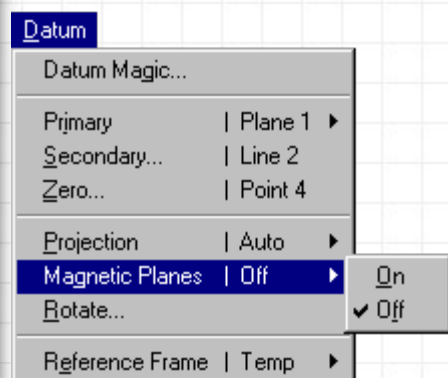 Datum
Datum Magic...
Primary | Plane 1
Secondary... | Line 2
Zero... | Point 4
Projection | Auto
Magnetic Planes | Off
On
Rotate...
Off
Reference Frame | Temp